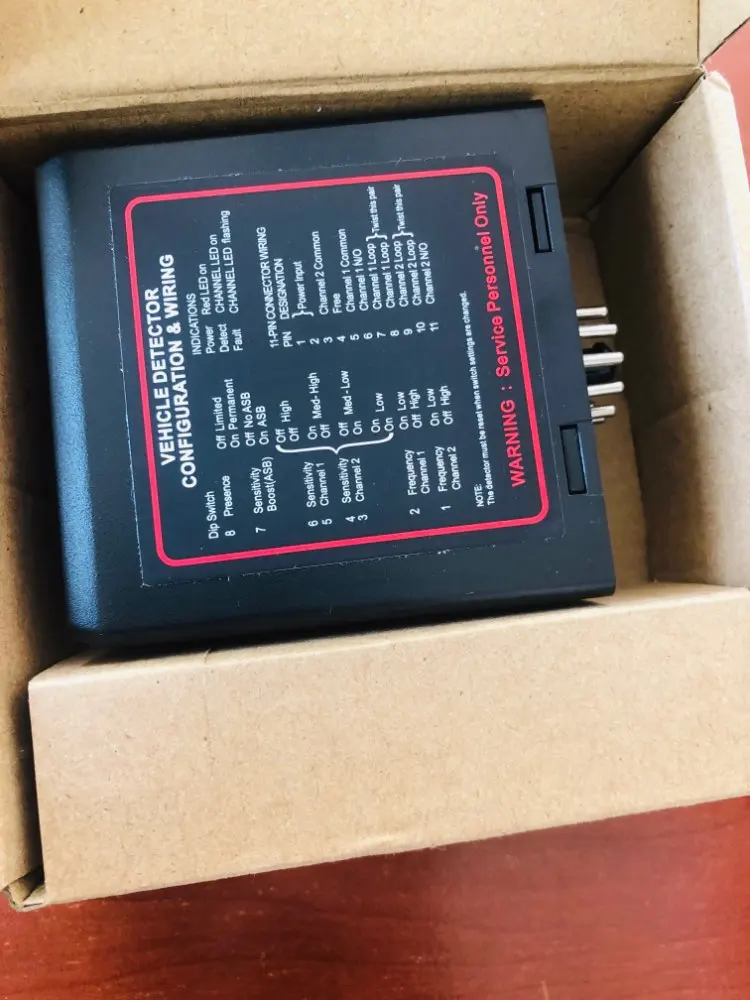 VEHICLE DETECTOR
CONFIGURATION & WIRING
Dip Switch
8 Presence Off Limited
On Permanent
7 Sensitivity Off No ASB
Boost(ASB) On ASB
6 Sensitivity
5 Channel 1
4 Sensitivity
3 Channel 2
Off High
Off
On Med-High
Off
Off Med-Low
On
On Low
On
2 Frequency On Low
Channel 1 Off High
1 Frequency On Low
Channel 2 Off High
INDICATIONS
Power Red LED on
Detect CHANNEL LED on
Fault CHANNEL LED flashing
11-PIN CONNECTOR WIRING
PIN DESIGNATION
1 }Power Input
2
3 Channel 2 Common
4 Free
5 Channel 1 Common
6 Channel 1 N/O
7 Channel 1 Loop }Twist this pair
8 Channel 1 Loop
9 Channel 2 Loop }Twist this pair
10 Channel 2 Loop
11 Channel 2 N/O
NOTE:
The detector must be reset when switch settings are changed.
WARNING : Service Personnel Only